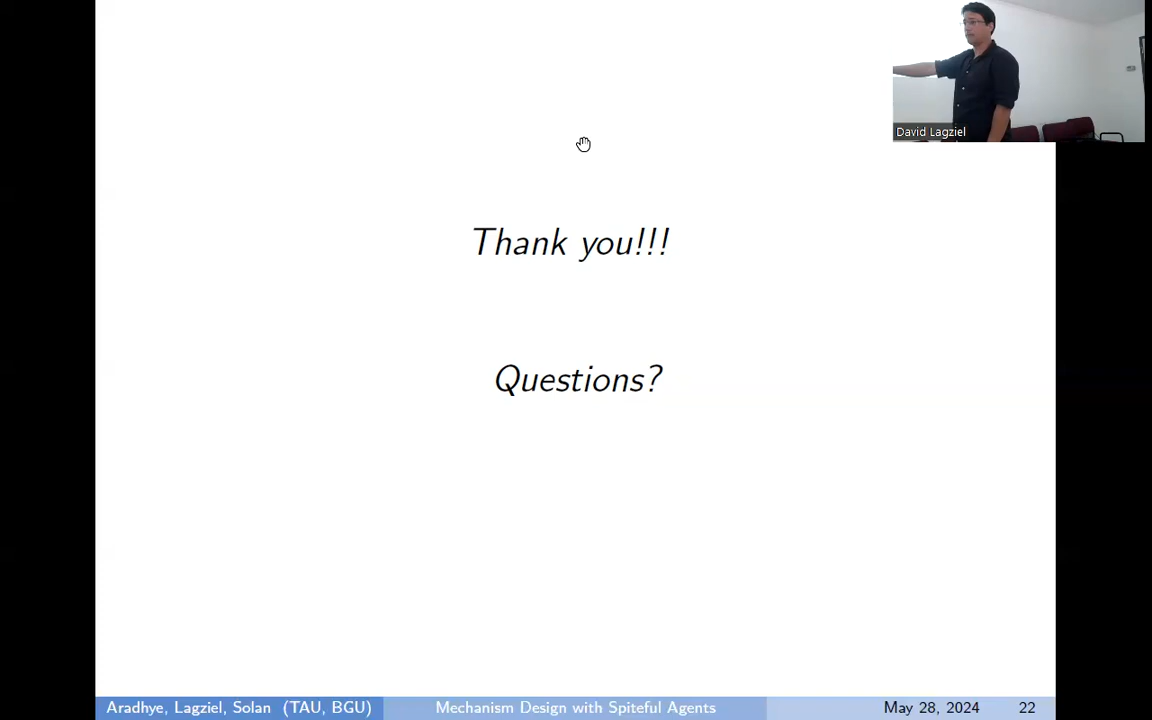 David Lagziel
Thank you!!!
Questions?
Aradhye, Lagziel, Solan (TAU, BGU) Mechanism Design with Spiteful Agents May 28, 2024 22